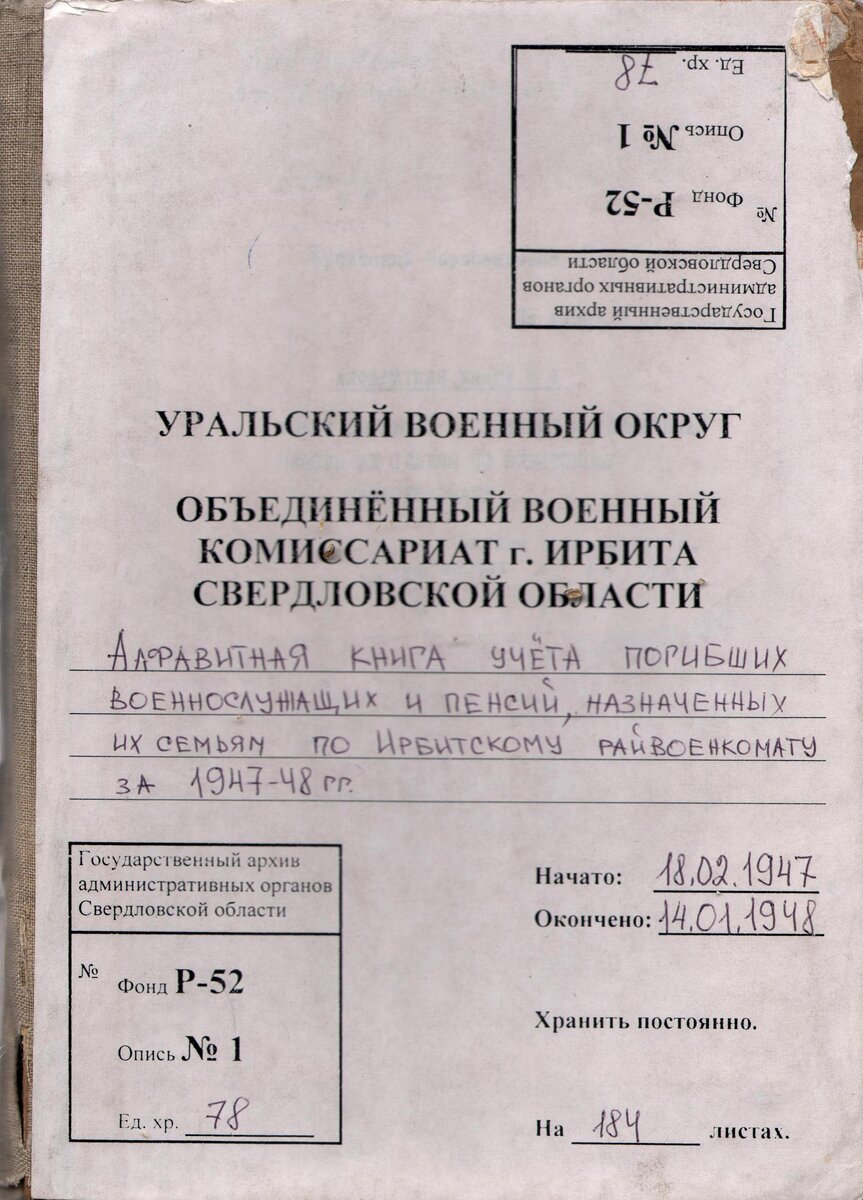 Ед. хр. 78
Опись № 1
№ Фонд Р-52
Государственный архив
административных органов
Свердловской области
УРАЛЬСКИЙ ВОЕННЫЙ ОКРУГ
ОБЪЕДИНЁННЫЙ ВОЕННЫЙ
КОМИССАРИАТ г. ИРБИТА
СВЕРДЛОВСКОЙ ОБЛАСТИ
Алфавитная книга учёта погибших
военнослужащих и пенсий, назначенных
их семьям по Ирбитскому райвоенкомату
за 1947-48 гг.
Государственный архив
административных органов
Свердловской области
№ Фонд Р-52
Опись № 1
Ед. хр. 78
Начато: 18.02.1947
Окончено: 14.01.1948
Хранить постоянно.
На 184 листах.